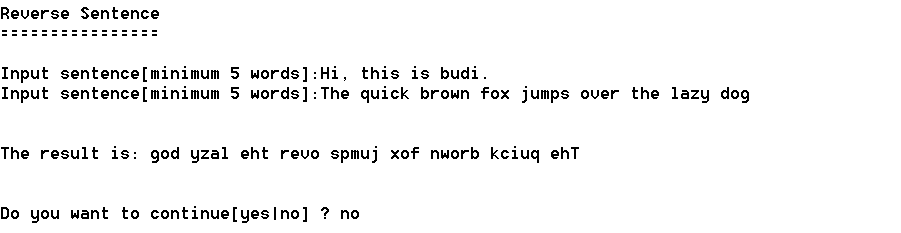 Reverse Sentence
================
Input sentence[minimum 5 words]:Hi, this is budi.
Input sentence[minimum 5 words]:The quick brown fox jumps over the lazy dog
The result is: god yzal eht revo spmuj xof nworb kciuq ehT
Do you want to continue[yes|no] ? no